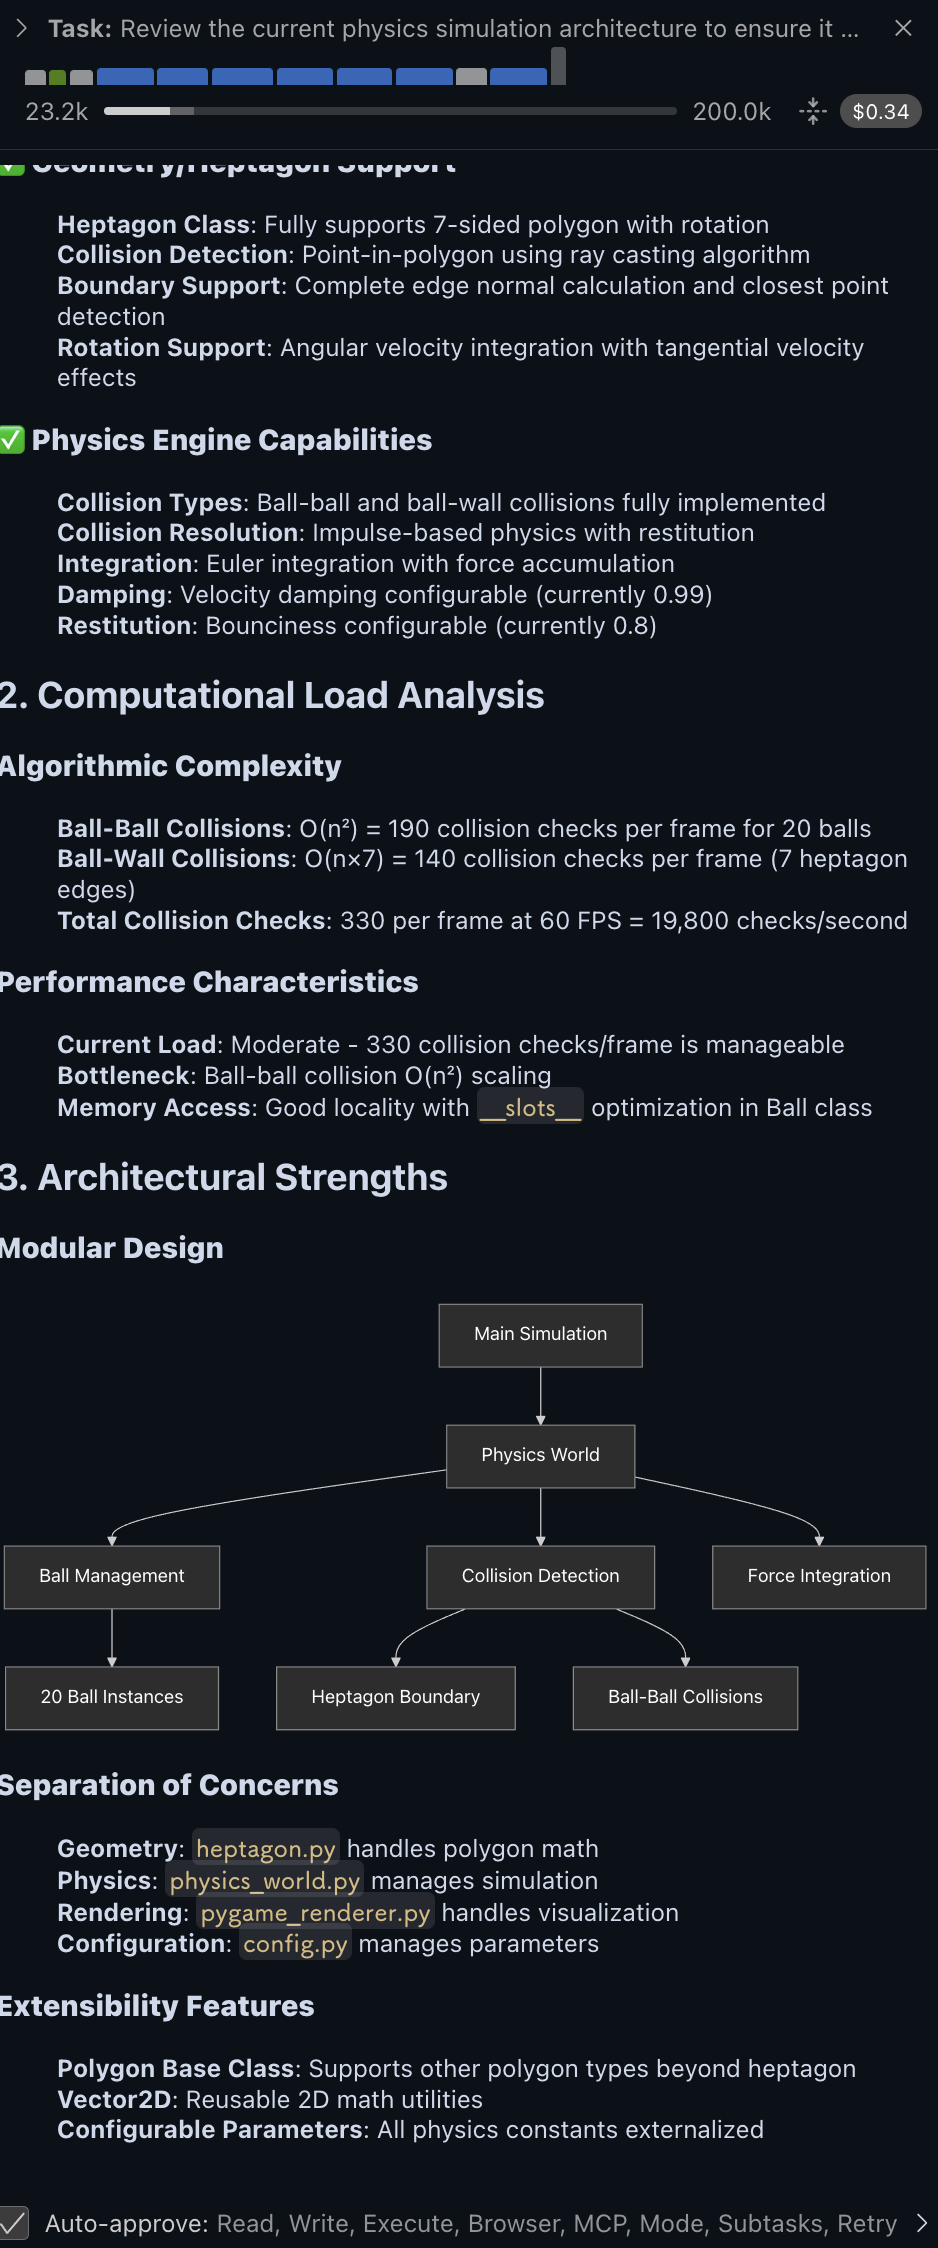 Task: Review the current physics simulation architecture to ensure it ...
23.2k 200.0k $0.34
Geometry/Heptagon Support
Heptagon Class: Fully supports 7-sided polygon with rotation
Collision Detection: Point-in-polygon using ray casting algorithm
Boundary Support: Complete edge normal calculation and closest point
detection
Rotation Support: Angular velocity integration with tangential velocity
effects
✅ Physics Engine Capabilities
Collision Types: Ball-ball and ball-wall collisions fully implemented
Collision Resolution: Impulse-based physics with restitution
Integration: Euler integration with force accumulation
Damping: Velocity damping configurable (currently 0.99)
Restitution: Bounciness configurable (currently 0.8)
2. Computational Load Analysis
Algorithmic Complexity
Ball-Ball Collisions: O(n²) = 190 collision checks per frame for 20 balls
Ball-Wall Collisions: O(n×7) = 140 collision checks per frame (7 heptagon
edges)
Total Collision Checks: 330 per frame at 60 FPS = 19,800 checks/second
Performance Characteristics
Current Load: Moderate - 330 collision checks/frame is manageable
Bottleneck: Ball-ball collision O(n²) scaling
Memory Access: Good locality with __slots__ optimization in Ball class
3. Architectural Strengths
Modular Design
Main Simulation
Physics World
Ball Management Collision Detection Force Integration
20 Ball Instances Heptagon Boundary Ball-Ball Collisions
Separation of Concerns
Geometry: heptagon.py handles polygon math
Physics: physics_world.py manages simulation
Rendering: pygame_renderer.py handles visualization
Configuration: config.py manages parameters
Extensibility Features
Polygon Base Class: Supports other polygon types beyond heptagon
Vector2D: Reusable 2D math utilities
Configurable Parameters: All physics constants externalized
Auto-approve: Read, Write, Execute, Browser, MCP, Mode, Subtasks, Retry